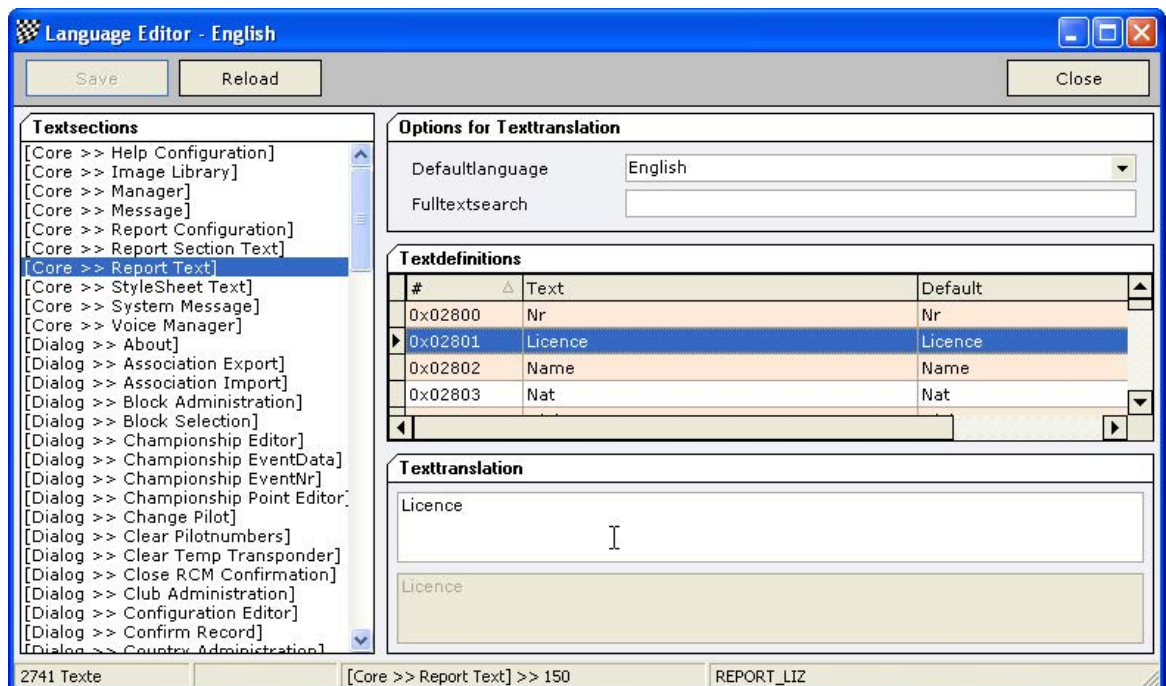 Language Editor - English
Save Reload Close
Textsections
[Core >> Help Configuration]
[Core >> Image Library]
[Core >> Manager]
[Core >> Message]
[Core >> Report Configuration]
[Core >> Report Section Text]
[Core >> Report Text]
[Core >> StyleSheet Text]
[Core >> System Message]
[Core >> Voice Manager]
[Dialog >> About]
[Dialog >> Association Export]
[Dialog >> Association Import]
[Dialog >> Block Administration]
[Dialog >> Block Selection]
[Dialog >> Championship Editor]
[Dialog >> Championship EventData]
[Dialog >> Championship EventNr]
[Dialog >> Championship Point Editor]
[Dialog >> Change Pilot]
[Dialog >> Clear Pilotnumbers]
[Dialog >> Clear Temp Transponder]
[Dialog >> Close RCM Confirmation]
[Dialog >> Club Administration]
[Dialog >> Configuration Editor]
[Dialog >> Confirm Record]
[Dialog >> Country Administration]
Options for Texttranslation
Defaultlanguage English
Fulltextsearch
Textdefinitions
# Text Default
0x02800 Nr Nr
0x02801 Licence Licence
0x02802 Name Name
0x02803 Nat Nat
Texttranslation
Licence
Licence
2741 Texte [Core >> Report Text] >> 150 REPORT_LIZ